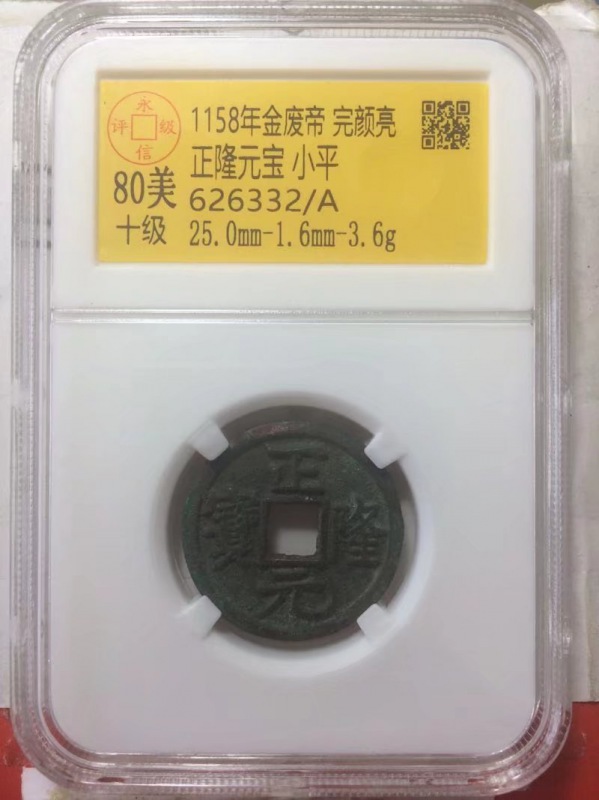 永信评级
1158年金废帝 完颜亮
正隆元宝 小平
80美
626332/A
十级
25.0mm-1.6mm-3.6g
正隆元寳